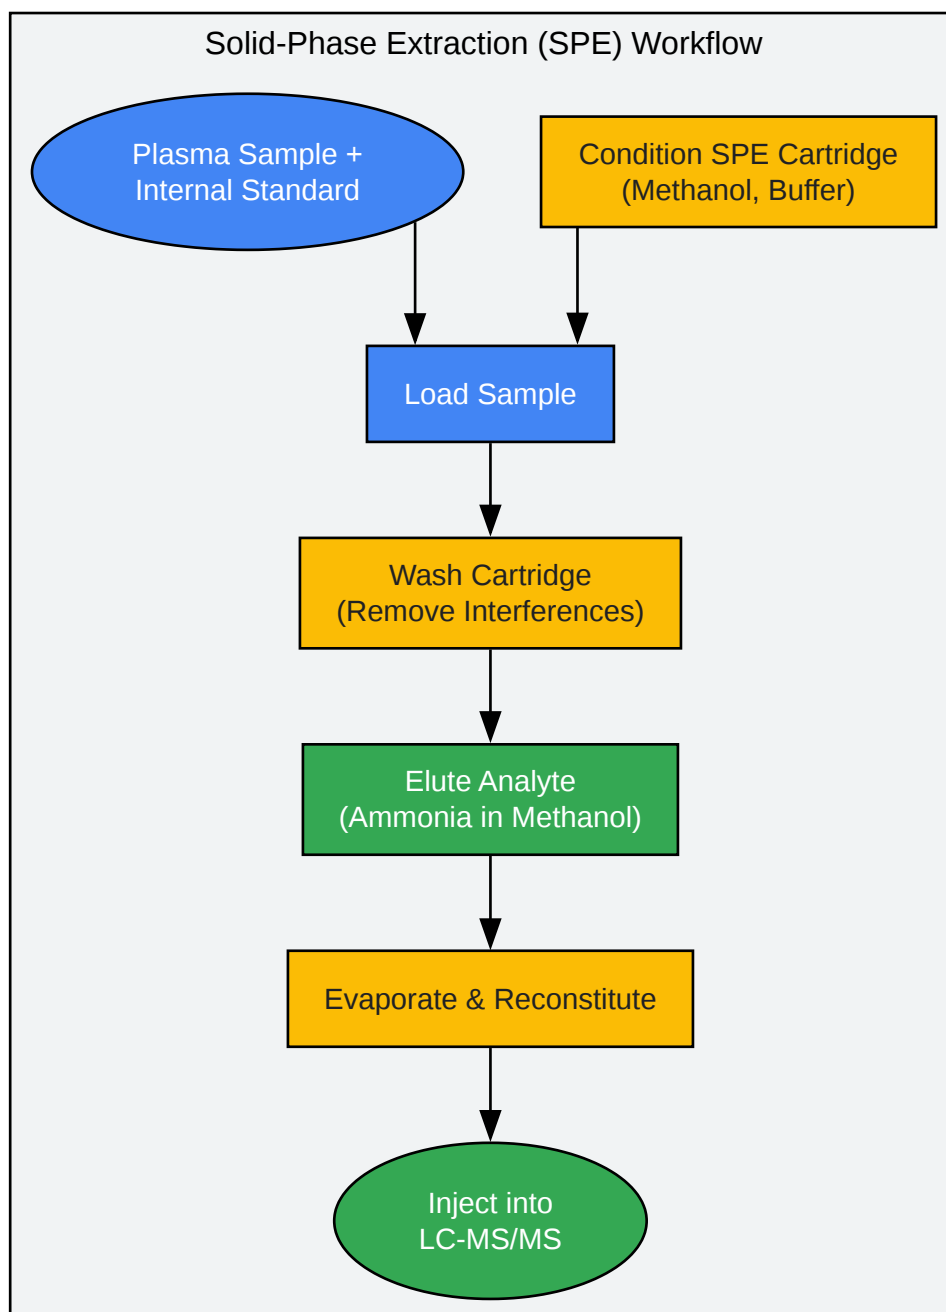 Solid-Phase Extraction (SPE) Workflow
Plasma Sample +
Internal Standard
Condition SPE Cartridge
(Methanol, Buffer)
Load Sample
Wash Cartridge
(Remove Interferences)
Elute Analyte
(Ammonia in Methanol)
Evaporate & Reconstitute
Inject into
LC-MS/MS